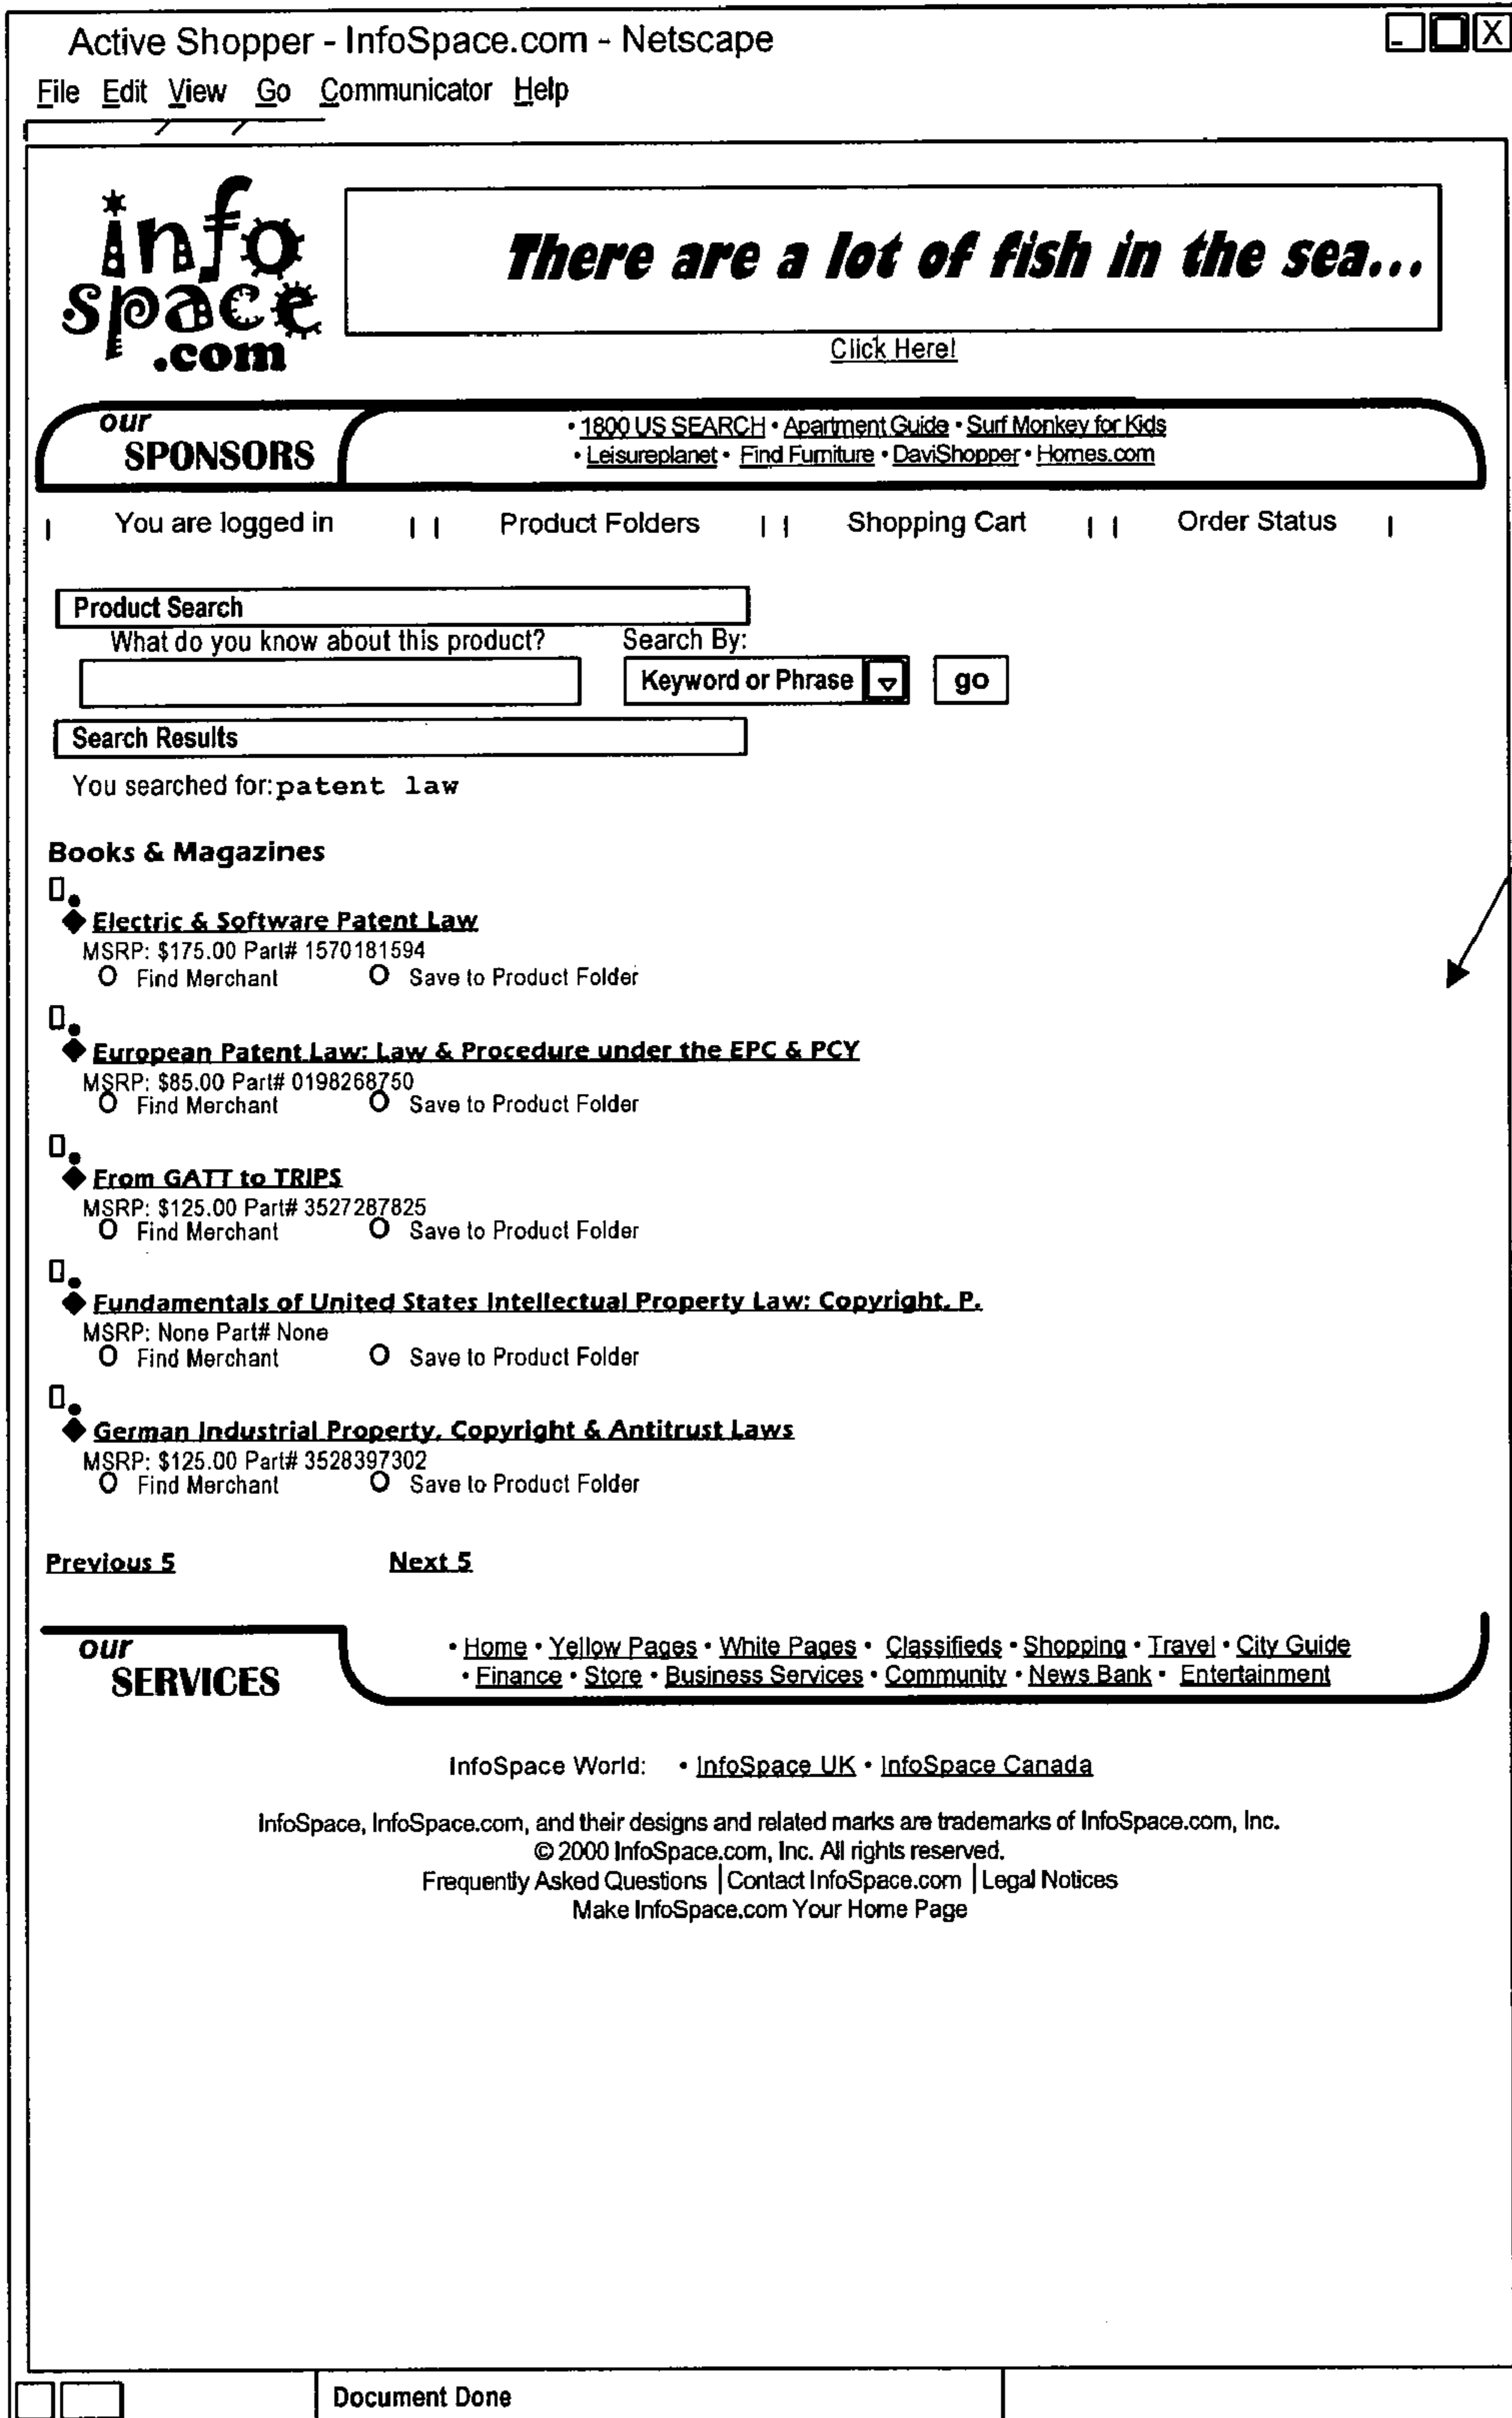 Active Shopper - InfoSpace.com - Netscape
File Edit View Go Communicator Help
info
space
.com
There are a lot of fish in the sea...
Click Here!
our
SPONSORS
• 1800 US SEARCH • Apartment Guide • Surf Monkey for Kids
• Leisureplanet • Find Furniture • DaviShopper • Homes.com
| You are logged in | | Product Folders | | Shopping Cart | | Order Status |
Product Search
What do you know about this product? Search By:
Keyword or Phrase go
Search Results
You searched for: patent law
Books & Magazines
Electric & Software Patent Law
MSRP: $175.00 Part# 1570181594
O Find Merchant O Save to Product Folder
European Patent Law: Law & Procedure under the EPC & PCY
MSRP: $85.00 Part# 0198268750
O Find Merchant O Save to Product Folder
From GATT to TRIPS
MSRP: $125.00 Part# 3527287825
O Find Merchant O Save to Product Folder
Fundamentals of United States Intellectual Property Law: Copyright, P.
MSRP: None Part# None
O Find Merchant O Save to Product Folder
German Industrial Property, Copyright & Antitrust Laws
MSRP: $125.00 Part# 3528397302
O Find Merchant O Save to Product Folder
Previous 5 Next 5
our
SERVICES
• Home • Yellow Pages • White Pages • Classifieds • Shopping • Travel • City Guide
• Finance • Store • Business Services • Community • News Bank • Entertainment
InfoSpace World: • InfoSpace UK • InfoSpace Canada
InfoSpace, InfoSpace.com, and their designs and related marks are trademarks of InfoSpace.com, Inc.
© 2000 InfoSpace.com, Inc. All rights reserved.
Frequently Asked Questions | Contact InfoSpace.com | Legal Notices
Make InfoSpace.com Your Home Page
Document Done